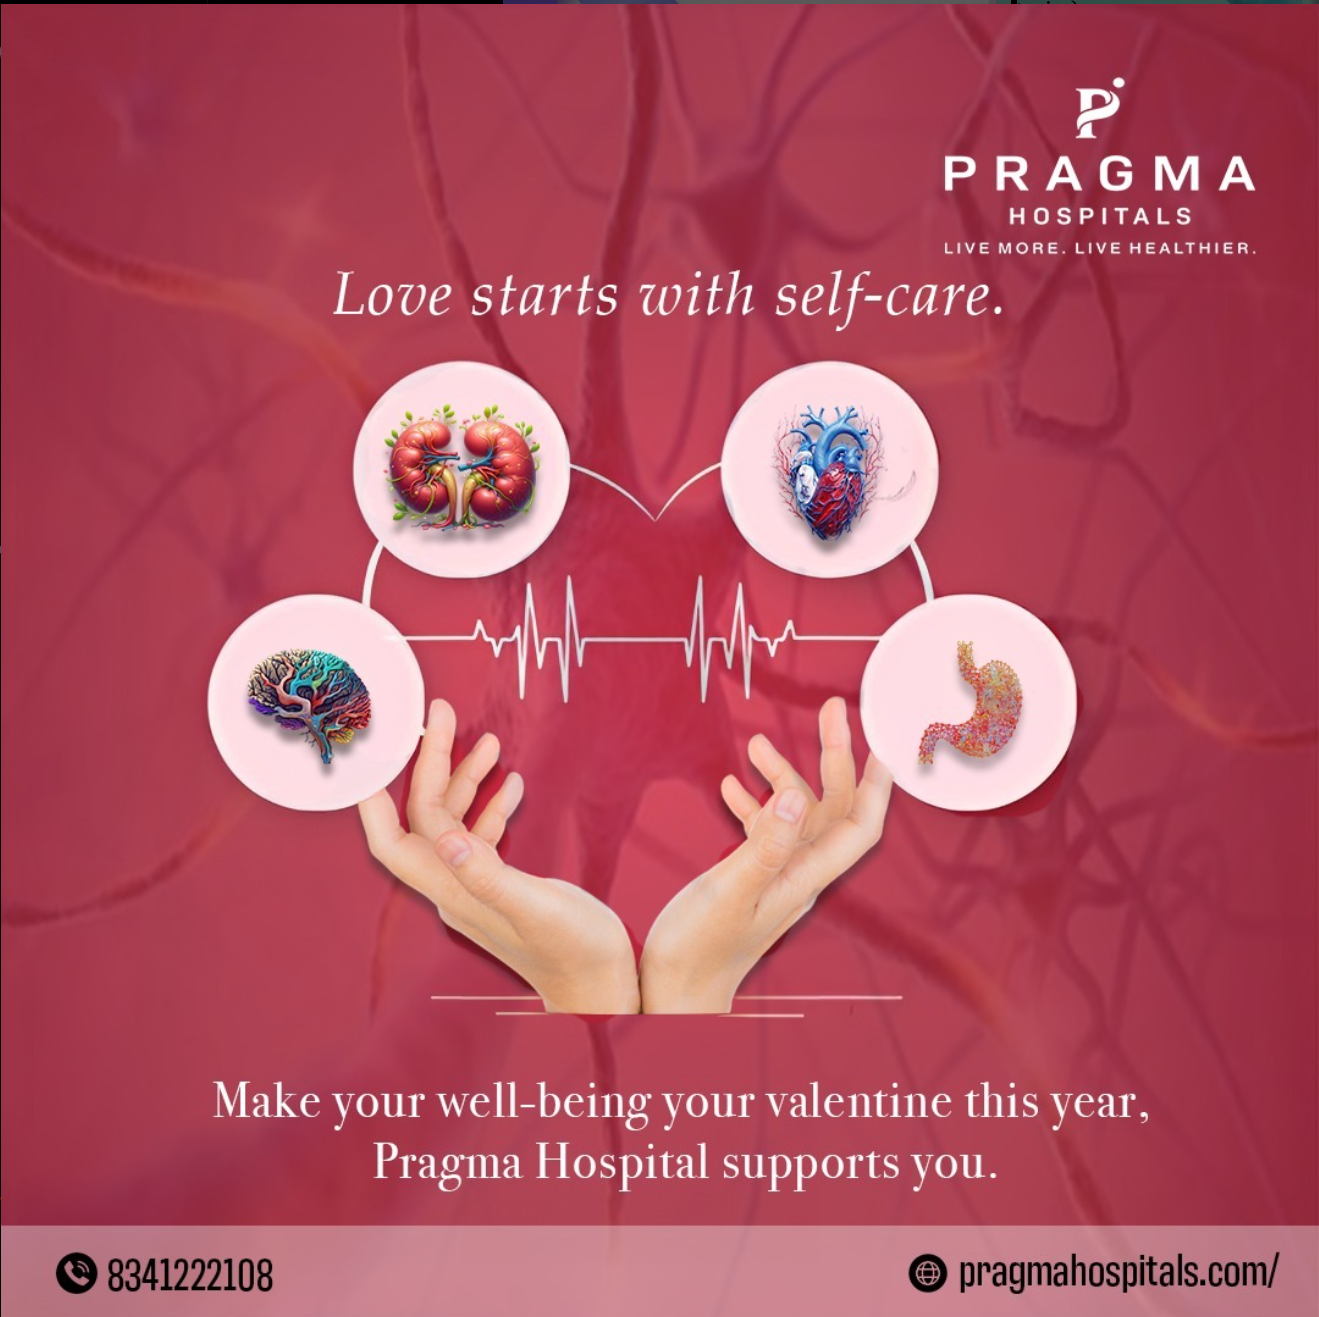 PRAGMA
HOSPITALS
LIVE MORE. LIVE HEALTHIER.
Love starts with self-care.
Make your well-being your valentine this year,
Pragma Hospital supports you.
8341222108
pragmahospitals.com/